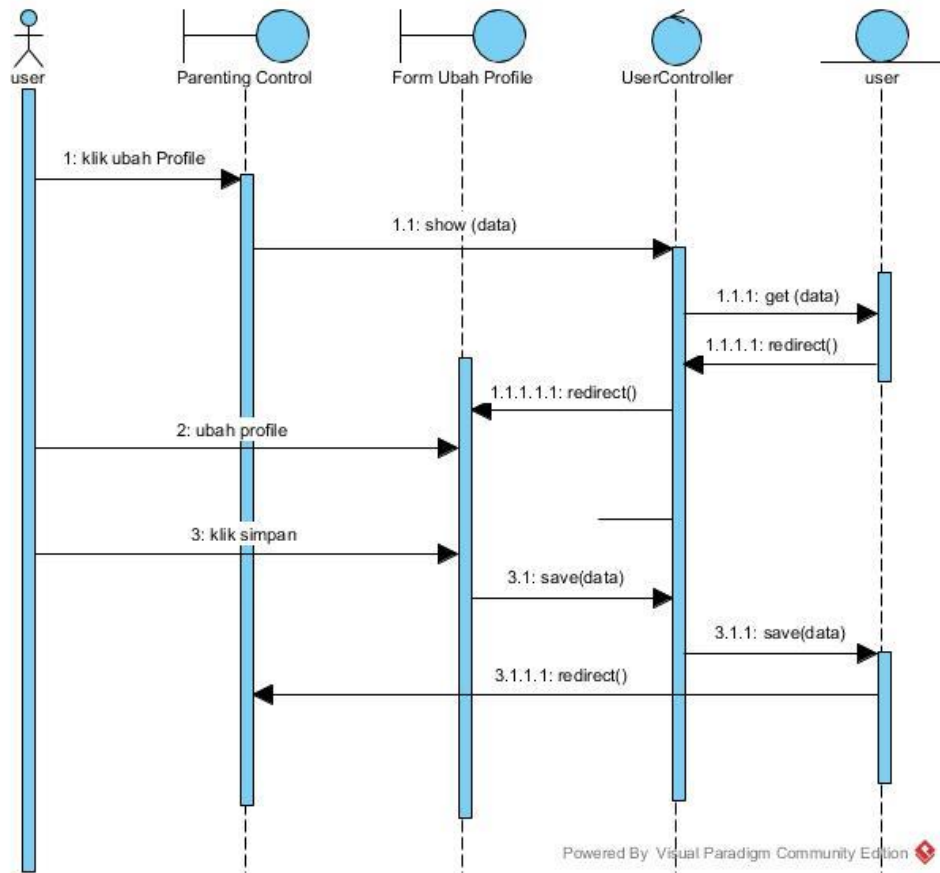 user
Parenting Control
Form Ubah Profile
UserController
user
1: klik ubah Profile
1.1: show (data)
1.1.1: get (data)
1.1.1.1: redirect()
1.1.1.1.1: redirect()
2: ubah profile
3: klik simpan
3.1: save(data)
3.1.1: save(data)
3.1.1.1: redirect()
Powered By Visual Paradigm Community Edition